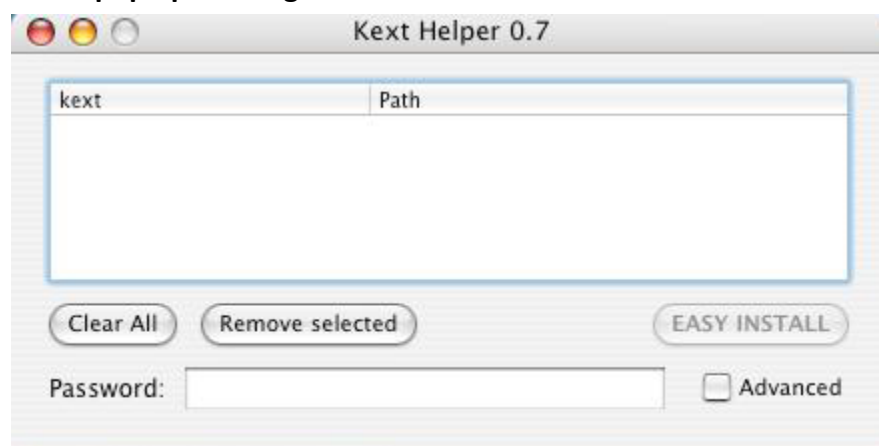 Kext Helper 0.7
kext Path
Clear All Remove selected EASY INSTALL
Password: Advanced